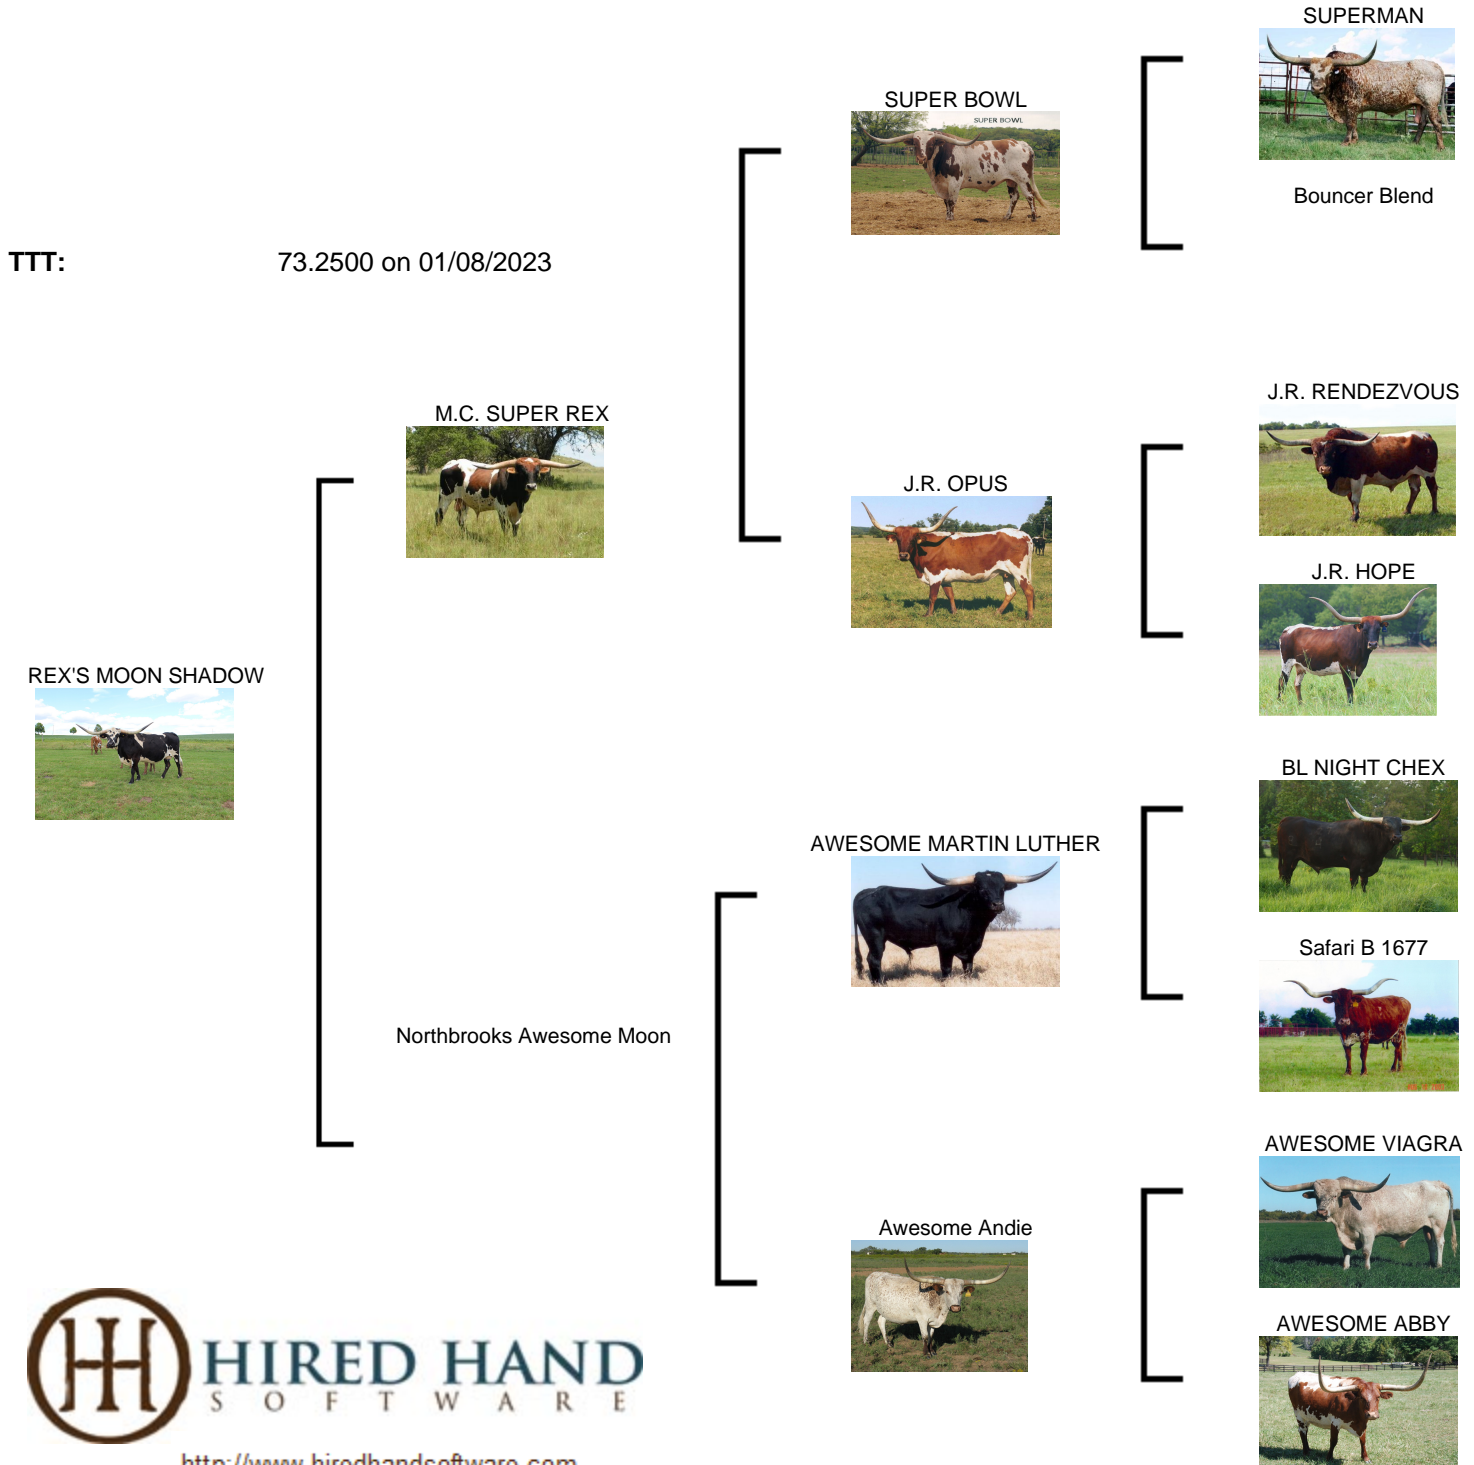 SUPERMAN
SUPER BOWL
SUPER BOWL
Bouncer Blend
TTT: 73.2500 on 01/08/2023
J.R. RENDEZVOUS
M.C. SUPER REX
J.R. OPUS
J.R. HOPE
REX'S MOON SHADOW
BL NIGHT CHEX
AWESOME MARTIN LUTHER
Safari B 1677
Northbrooks Awesome Moon
AWESOME VIAGRA
Awesome Andie
AWESOME ABBY
HIRED HAND
SOFTWARE
http://www.hiredhandsoftware.com